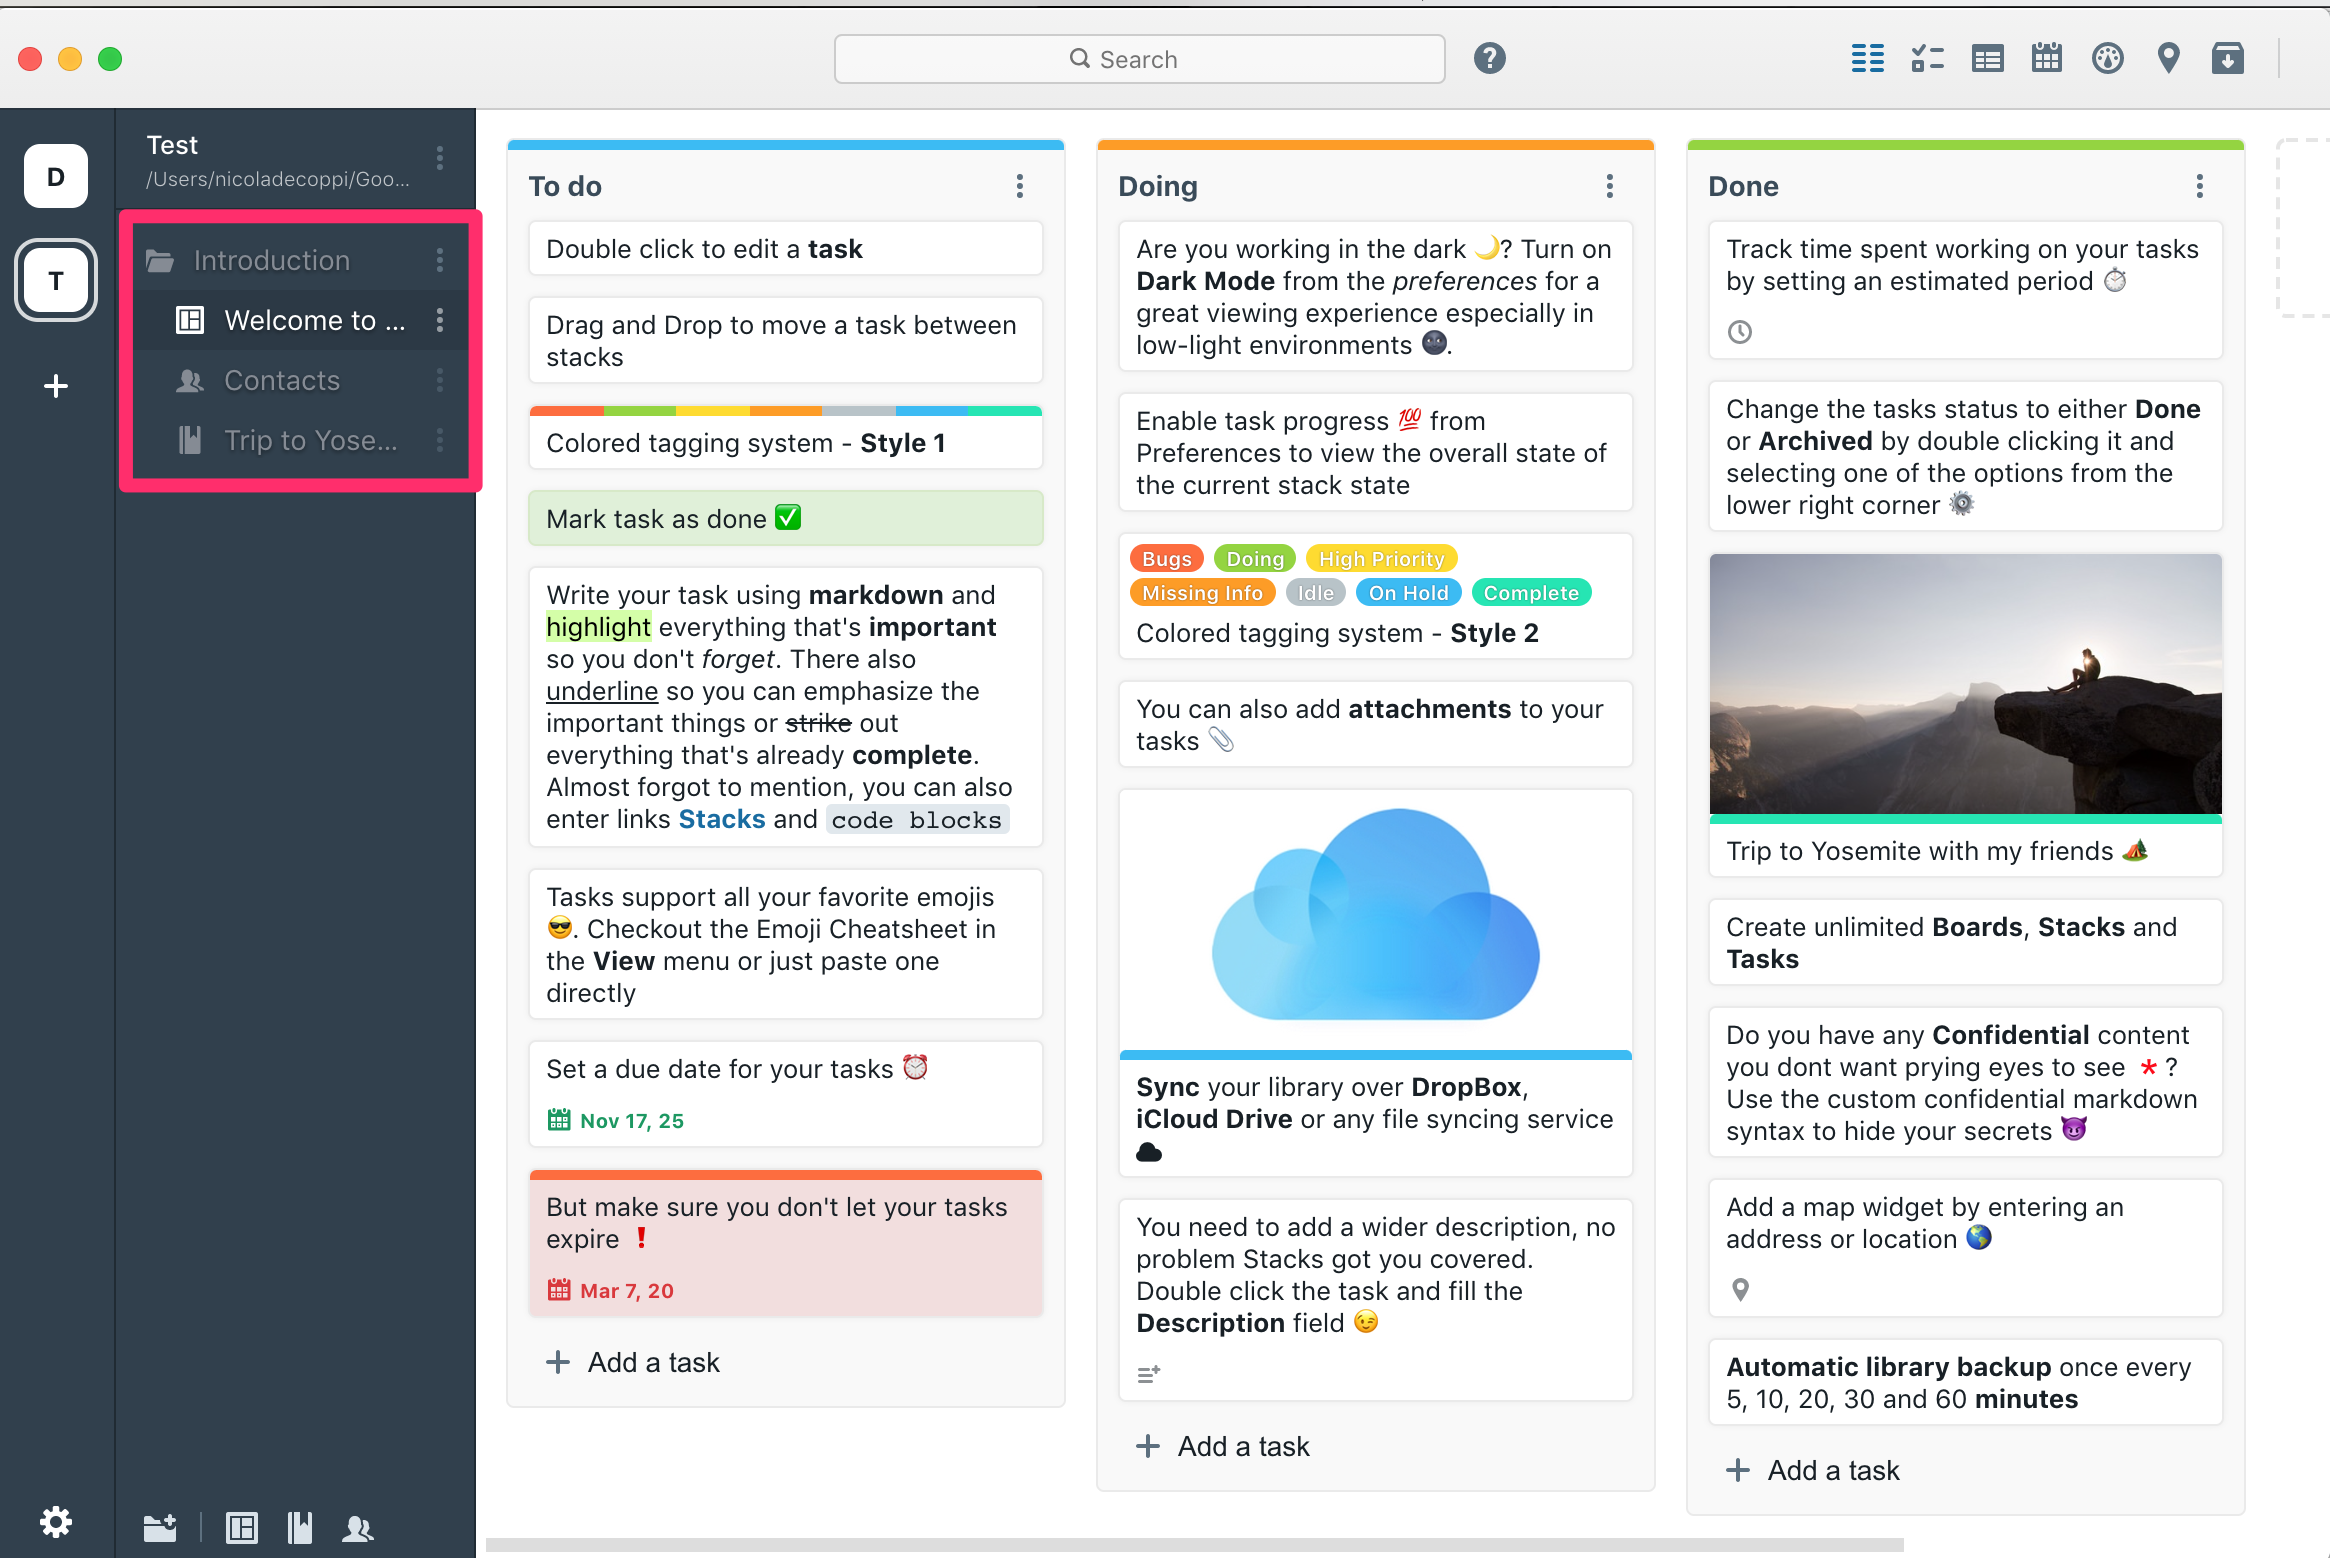 Search
D
T
Test
/Users/nicoladecoppi/Goo...
Introduction
Welcome to ...
Contacts
Trip to Yose...
To do
Double click to edit a task
Drag and Drop to move a task between
stacks
Colored tagging system - Style 1
Mark task as done ✅
Write your task using markdown and
highlight everything that's important
so you don't forget. There also
underline so you can emphasize the
important things or strike out
everything that's already complete.
Almost forgot to mention, you can also
enter links Stacks and code blocks
Tasks support all your favorite emojis
😎. Checkout the Emoji Cheatsheet in
the View menu or just paste one
directly
Set a due date for your tasks ⏰
Nov 17, 25
But make sure you don't let your tasks
expire ❗
Mar 7, 20
Add a task
Doing
Are you working in the dark 🌙? Turn on
Dark Mode from the preferences for a
great viewing experience especially in
low-light environments 🌚.
Enable task progress 💯 from
Preferences to view the overall state of
the current stack state
Bugs Doing High Priority
Missing Info Idle On Hold Complete
Colored tagging system - Style 2
You can also add attachments to your
tasks 📎
Sync your library over DropBox,
iCloud Drive or any file syncing service
☁
You need to add a wider description, no
problem Stacks got you covered.
Double click the task and fill the
Description field 😉
Add a task
Done
Track time spent working on your tasks
by setting an estimated period ⏱
Change the tasks status to either Done
or Archived by double clicking it and
selecting one of the options from the
lower right corner ⚙
Trip to Yosemite with my friends 🏕
Create unlimited Boards, Stacks and
Tasks
Do you have any Confidential content
you dont want prying eyes to see * ?
Use the custom confidential markdown
syntax to hide your secrets 😈
Add a map widget by entering an
address or location 🌎
Automatic library backup once every
5, 10, 20, 30 and 60 minutes
Add a task